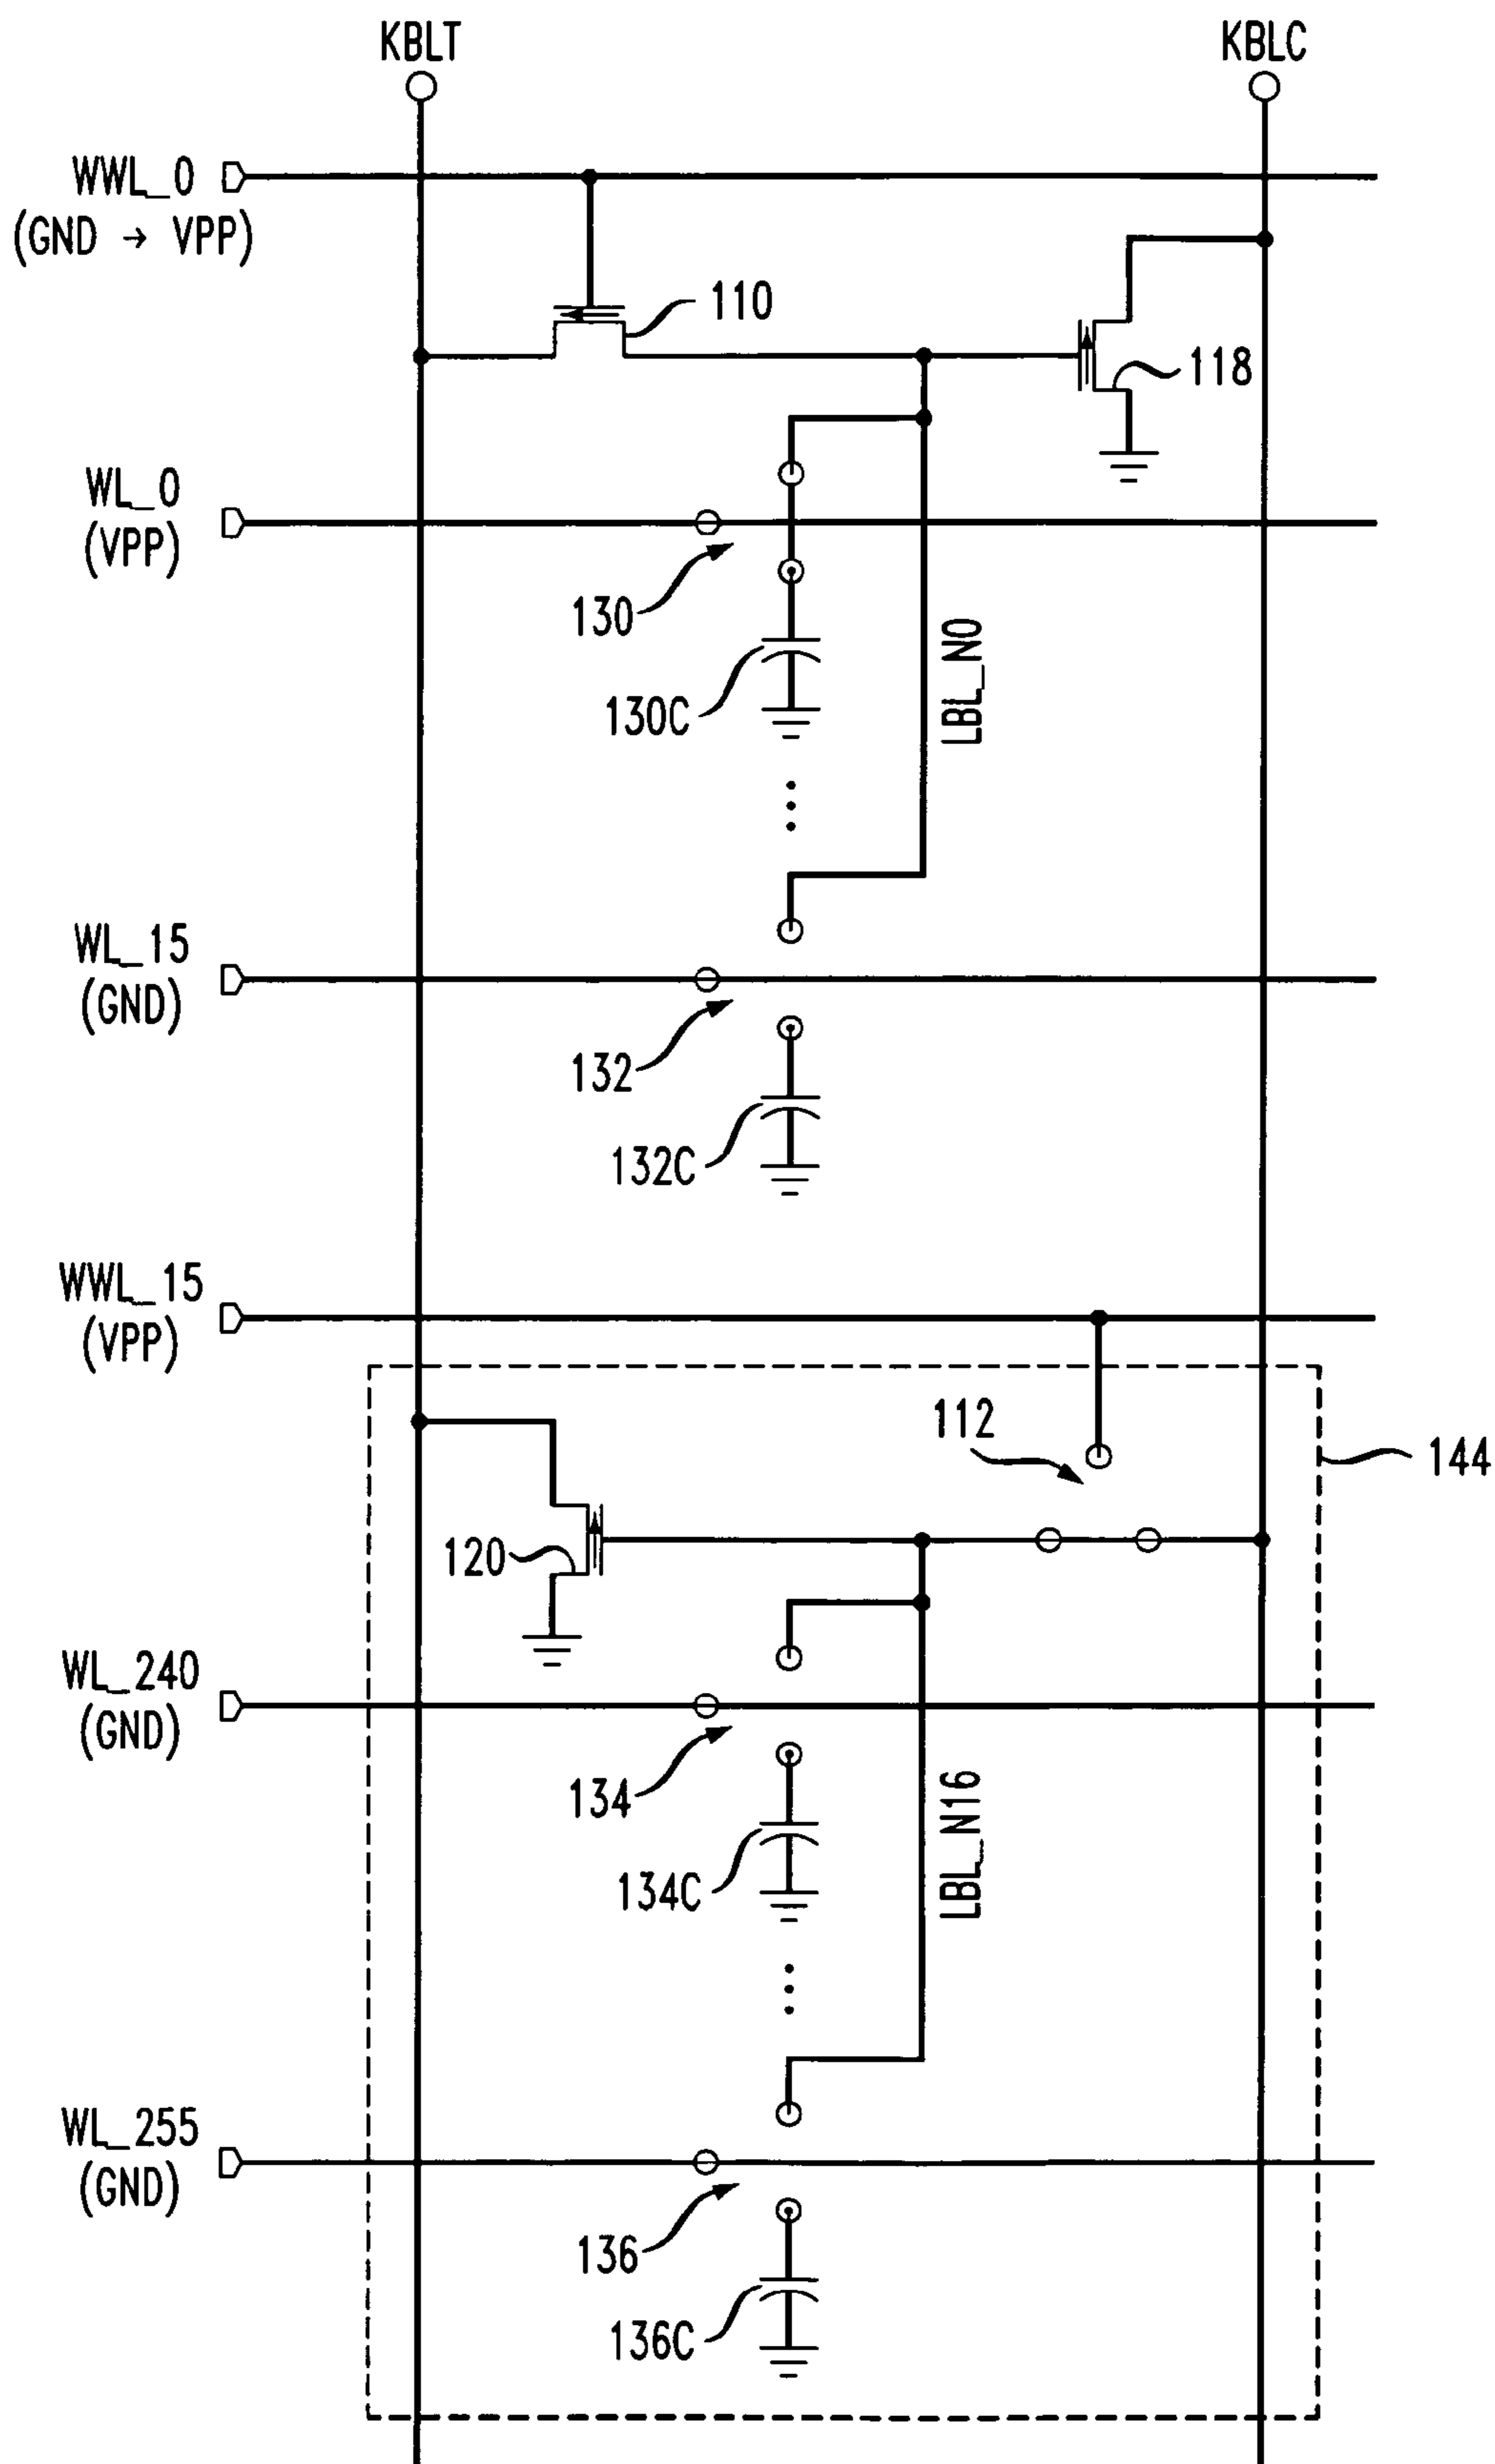 KBLT
KBLC
WWL_0
(GND → VPP)
110
118
WL_0
(VPP)
130
130C
LBL_N0
WL_15
(GND)
132
132C
WWL_15
(VPP)
112
144
120
WL_240
(GND)
134
134C
LBL_N16
WL_255
(GND)
136
136C